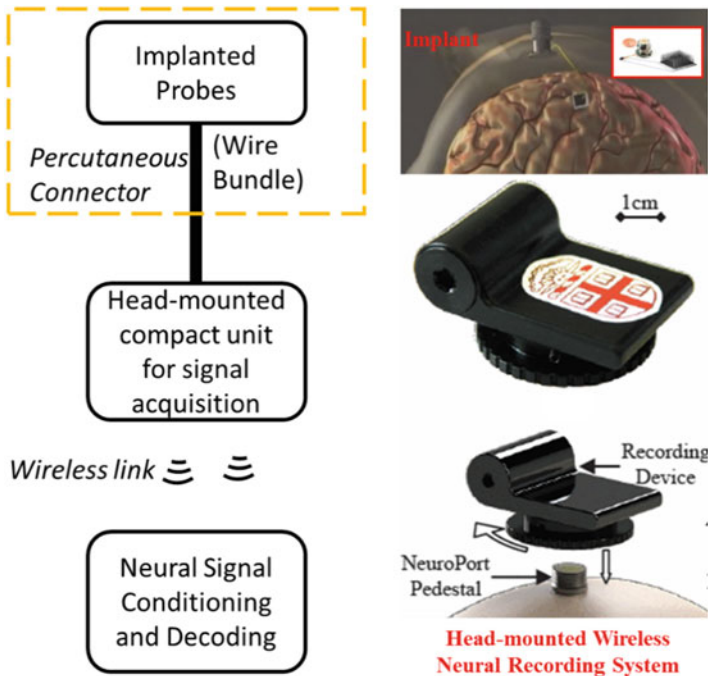 Implanted
Probes
Percutaneous
Connector
(Wire
Bundle)
Head-mounted
compact unit
for signal
acquisition
Wireless link
Neural Signal
Conditioning
and Decoding
Implant
1cm
Recording
Device
NeuroPort
Pedestal
Head-mounted Wireless
Neural Recording System